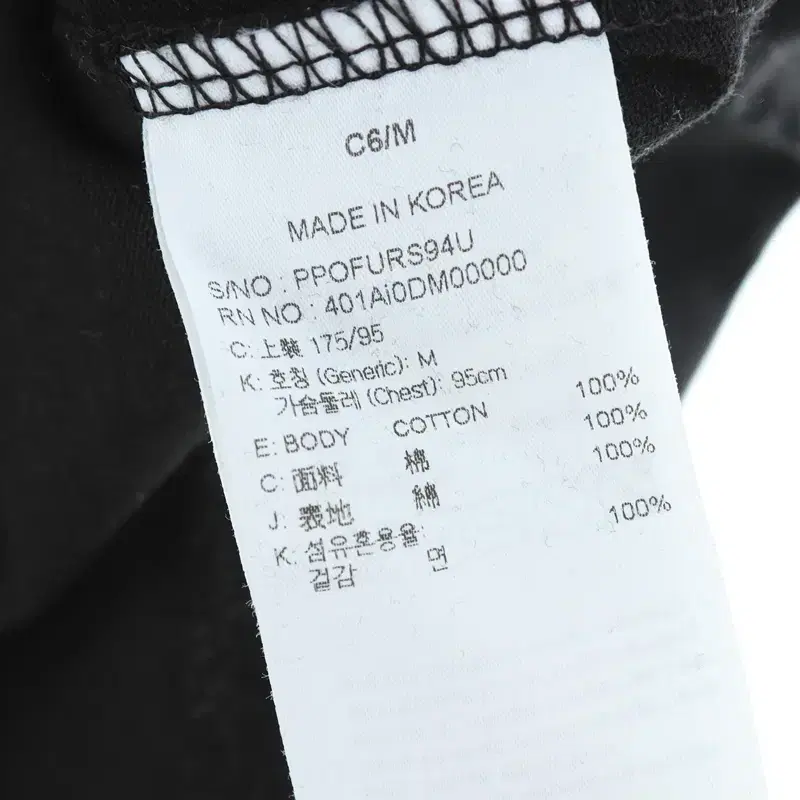 C6/M
MADE IN KOREA
S/NO : PPOFURS94U
RN NO : 401Ai0DM00000
C: 上裝 175/95
K: 호칭 (Generic): M
가슴둘레 (Chest): 95cm
E: BODY COTTON 100%
C: 面料 棉 100%
J: 表地 綿 100%
K: 섬유혼용율:
겉감 면 100%